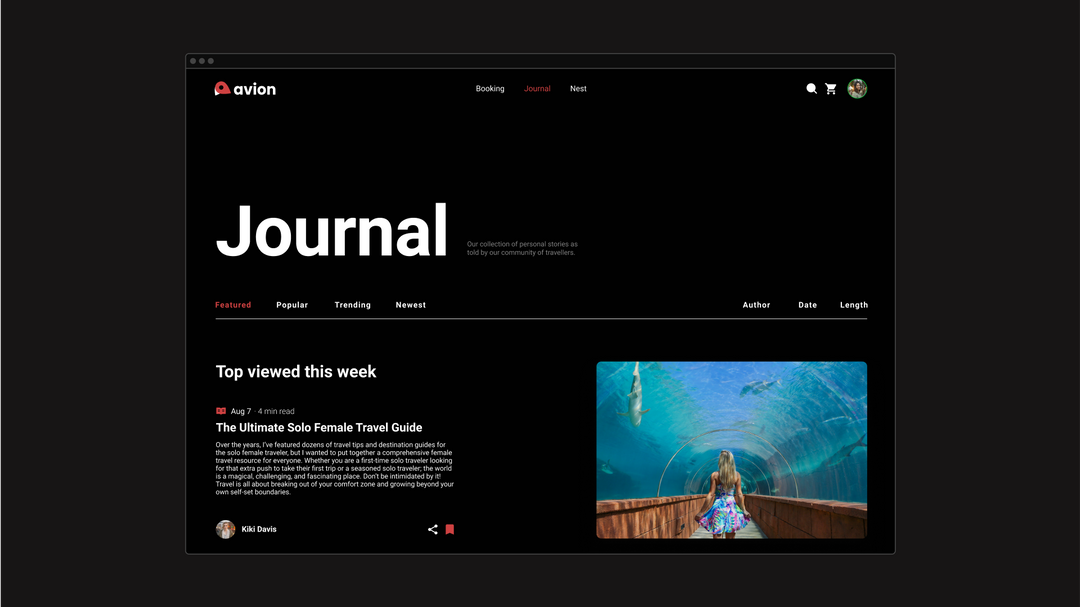 avion
Booking Journal Nest
Journal
Our collection of personal stories as
told by our community of travellers.
Featured Popular Trending Newest
Author Date Length
Top viewed this week
Aug 7 · 4 min read
The Ultimate Solo Female Travel Guide
Over the years, I've featured dozens of travel tips and destination guides for
the solo female traveler, but I wanted to put together a comprehensive female
travel resource for everyone. Whether you are a first-time solo traveler looking
for that extra push to take their first trip or a seasoned solo traveler; the world
is a magical, challenging, and fascinating place. Don't be intimidated by it!
Travel is all about breaking out of your comfort zone and growing beyond your
own self-set boundaries.
Kiki Davis